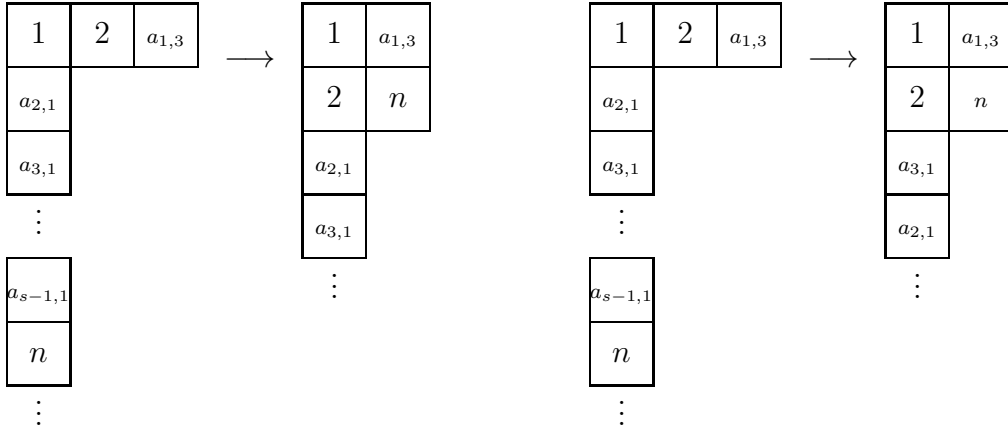 1 2 a_{1,3} ⟶ 1 a_{1,3} 1 2 a_{1,3} ⟶ 1 a_{1,3}
a_{2,1} 2 n a_{2,1} 2 n
a_{3,1} a_{2,1} a_{3,1} a_{3,1}
⋮ a_{3,1} ⋮ a_{2,1}
a_{s−1,1} ⋮ a_{s−1,1} ⋮
n n
⋮ ⋮